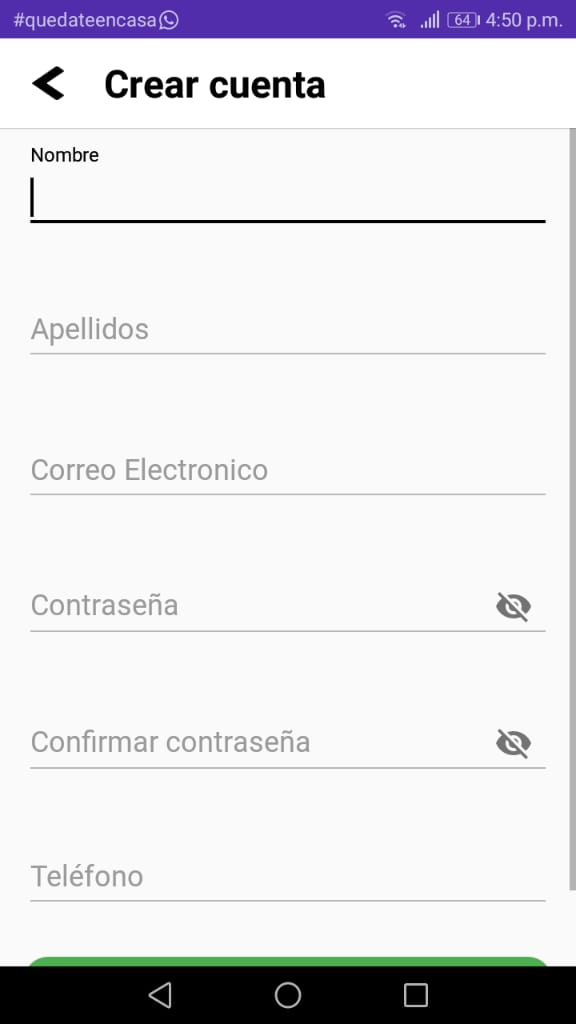 #quedateencasa
64 4:50 p.m.
Crear cuenta
Nombre
Apellidos
Correo Electronico
Contraseña
Confirmar contraseña
Teléfono